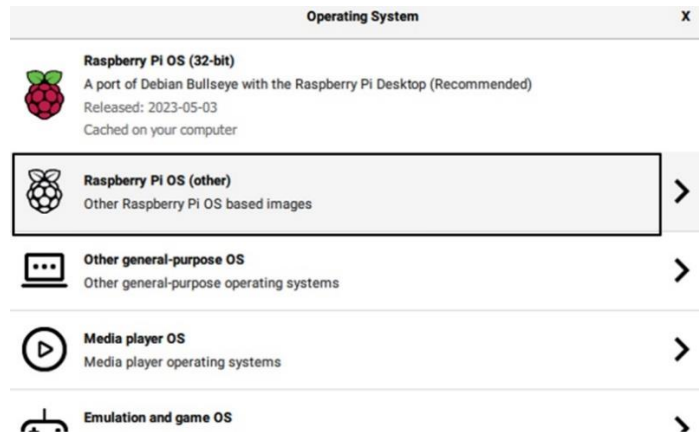 Operating System
X
Raspberry Pi OS (32-bit)
A port of Debian Bullseye with the Raspberry Pi Desktop (Recommended)
Released: 2023-05-03
Cached on your computer
Raspberry Pi OS (other)
Other Raspberry Pi OS based images
Other general-purpose OS
Other general-purpose operating systems
Media player OS
Media player operating systems
Emulation and game OS